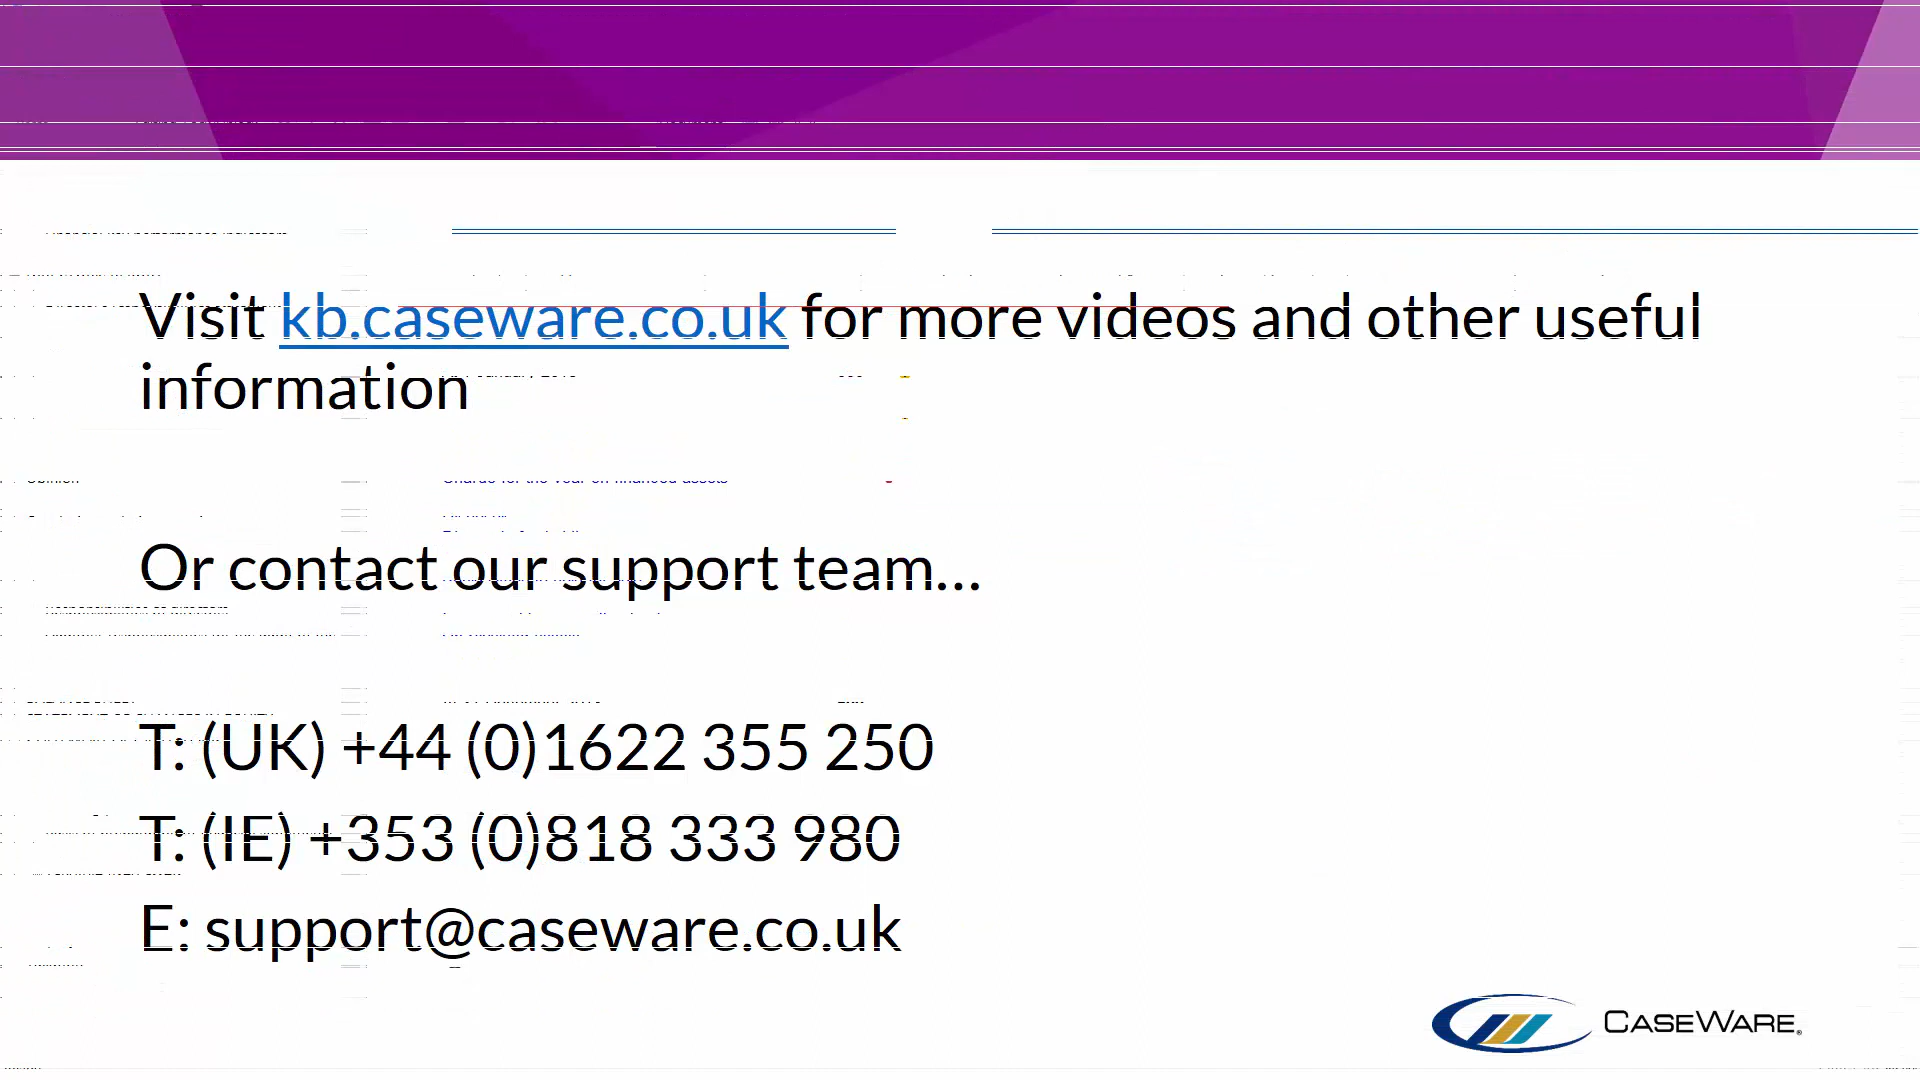 Visit kb.caseware.co.uk for more videos and other useful
information
Or contact our support team...
T: (UK) +44 (0)1622 355 250
T: (IE) +353 (0)818 333 980
E: support@caseware.co.uk
CASEWARE®